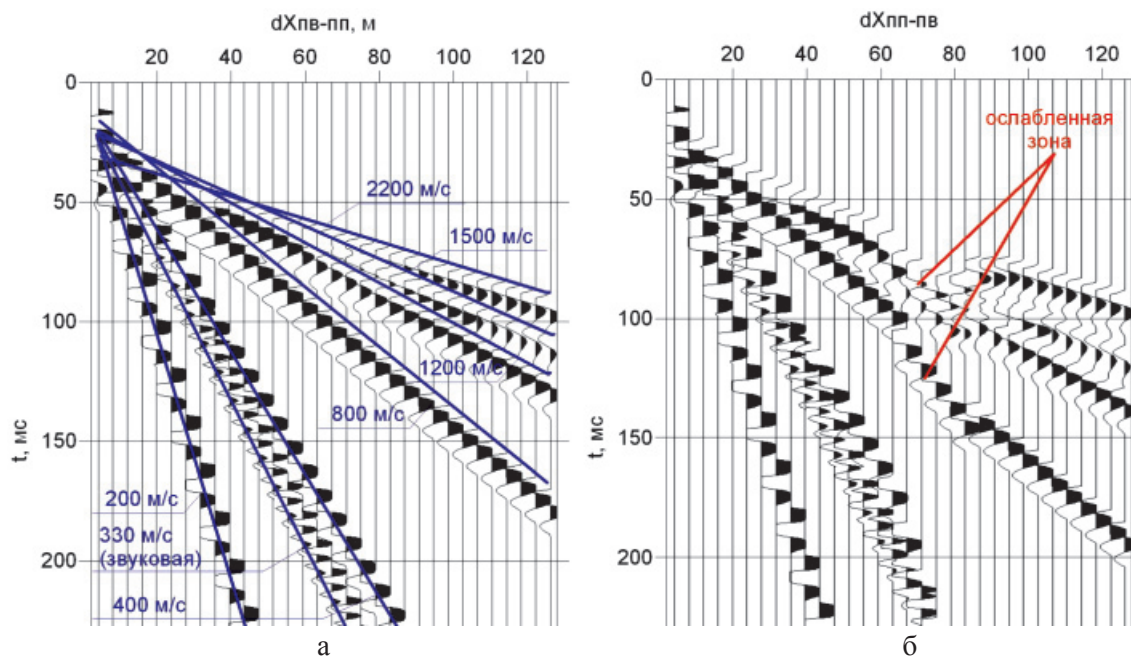 dXпв-пп, м
20 40 60 80 100 120
0
50
100
150
200
t, мс
2200 м/с
1500 м/с
1200 м/с
800 м/с
200 м/с
330 м/с
(звуковая)
400 м/с
а
dXпп-пв
20 40 60 80 100 120
0
50
100
150
200
t, мс
ослабленная
зона
б